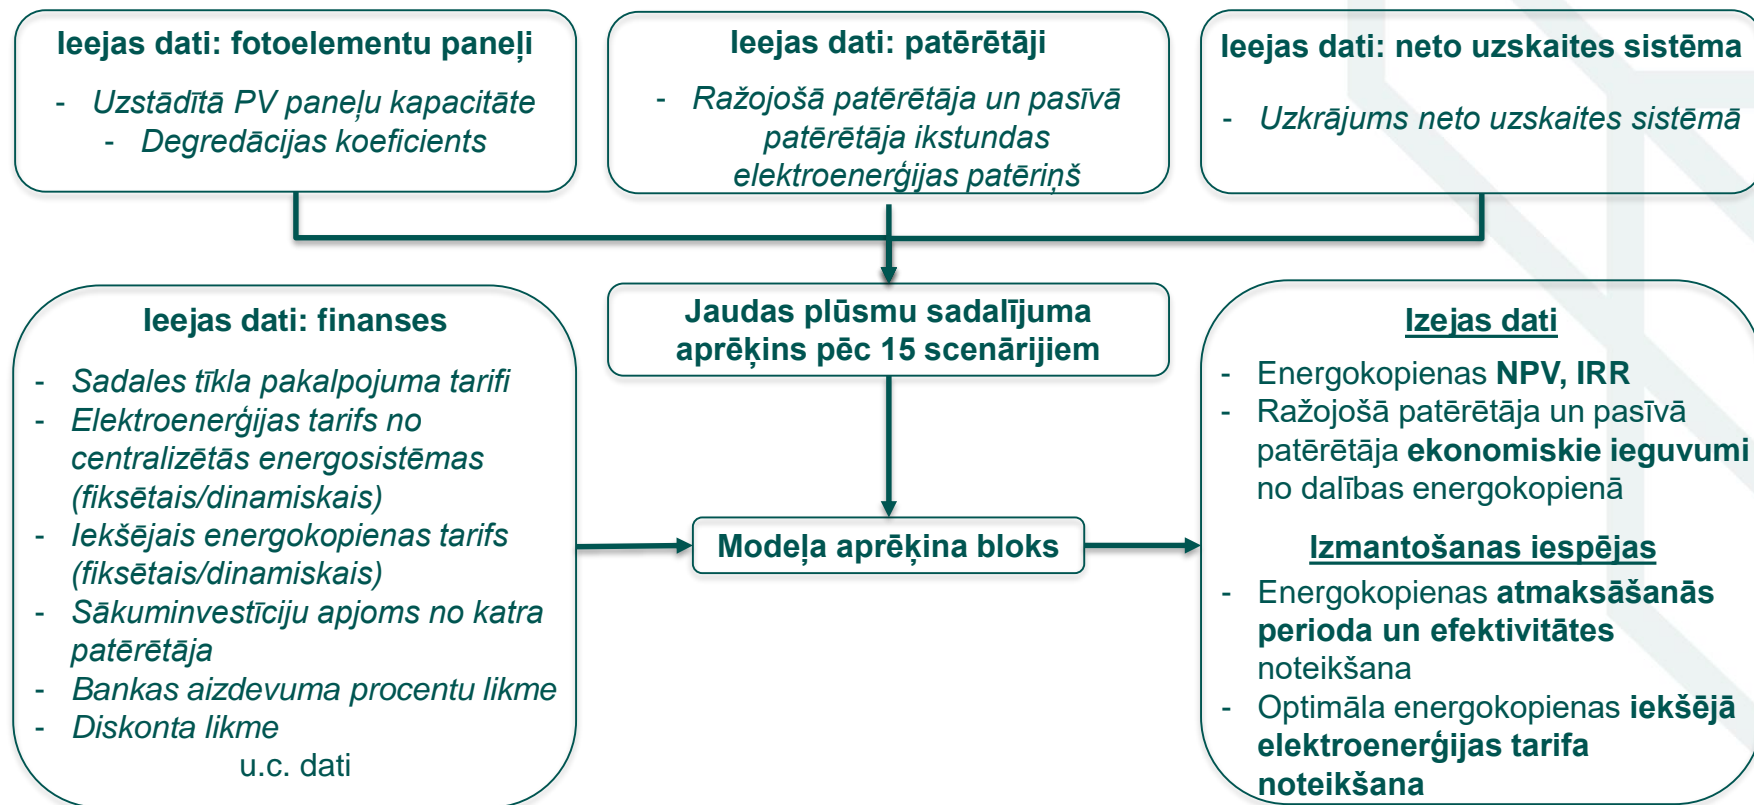 Ieejas dati: fotoelementu paneļi
- Uzstādītā PV paneļu kapacitāte
- Degredācijas koeficients
Ieejas dati: patērētāji
- Ražojošā patērētāja un pasīvā
patērētāja ikstundas
elektroenerģijas patēriņš
Ieejas dati: neto uzskaites sistēma
- Uzkrājums neto uzskaites sistēmā
Ieejas dati: finanses
- Sadales tīkla pakalpojuma tarifi
- Elektroenerģijas tarifs no
centralizētās energosistēmas
(fiksētais/dinamiskais)
- Iekšējais energokopienas tarifs
(fiksētais/dinamiskais)
- Sākuminvestīciju apjoms no katra
patērētāja
- Bankas aizdevuma procentu likme
- Diskonta likme
u.c. dati
Jaudas plūsmu sadalījuma
aprēķins pēc 15 scenārijiem
Modeļa aprēķina bloks
Izejas dati
- Energokopienas NPV, IRR
- Ražojošā patērētāja un pasīvā
patērētāja ekonomiskie ieguvumi
no dalības energokopienā
Izmantošanas iespējas
- Energokopienas atmaksāšanās
perioda un efektivitātes
noteikšana
- Optimāla energokopienas iekšējā
elektroenerģijas tarifa
noteikšana